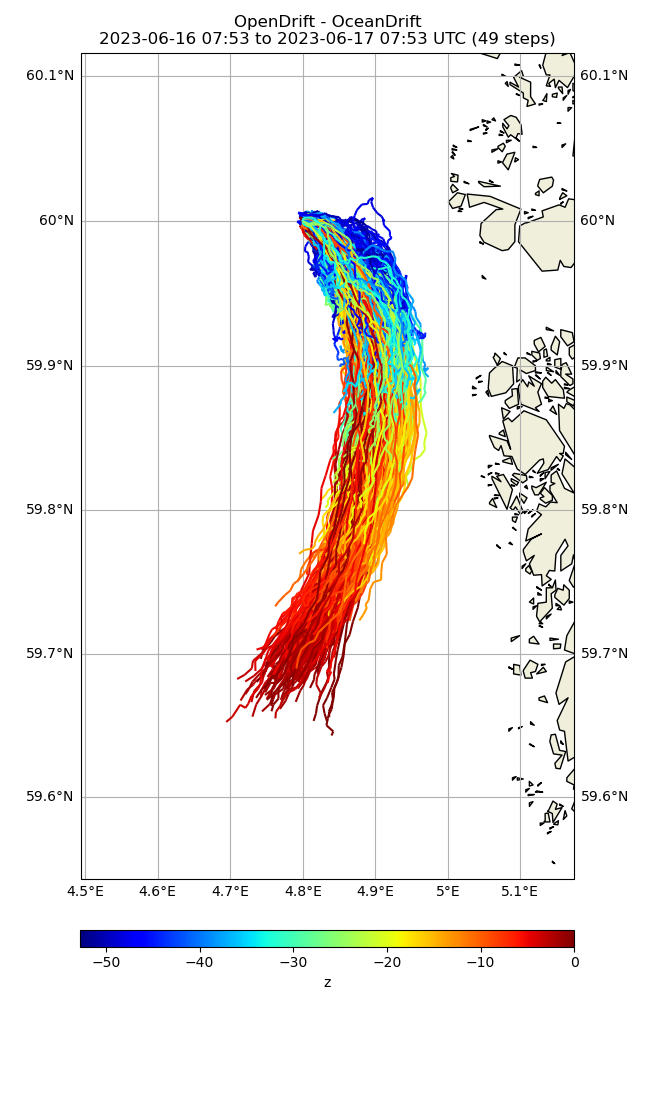 OpenDrift - OceanDrift
2023-06-16 07:53 to 2023-06-17 07:53 UTC (49 steps)
60.1°N 60.1°N
60°N 60°N
59.9°N 59.9°N
59.8°N 59.8°N
59.7°N 59.7°N
59.6°N 59.6°N
4.5°E 4.6°E 4.7°E 4.8°E 4.9°E 5°E 5.1°E
−50 −40 −30 −20 −10 0
z